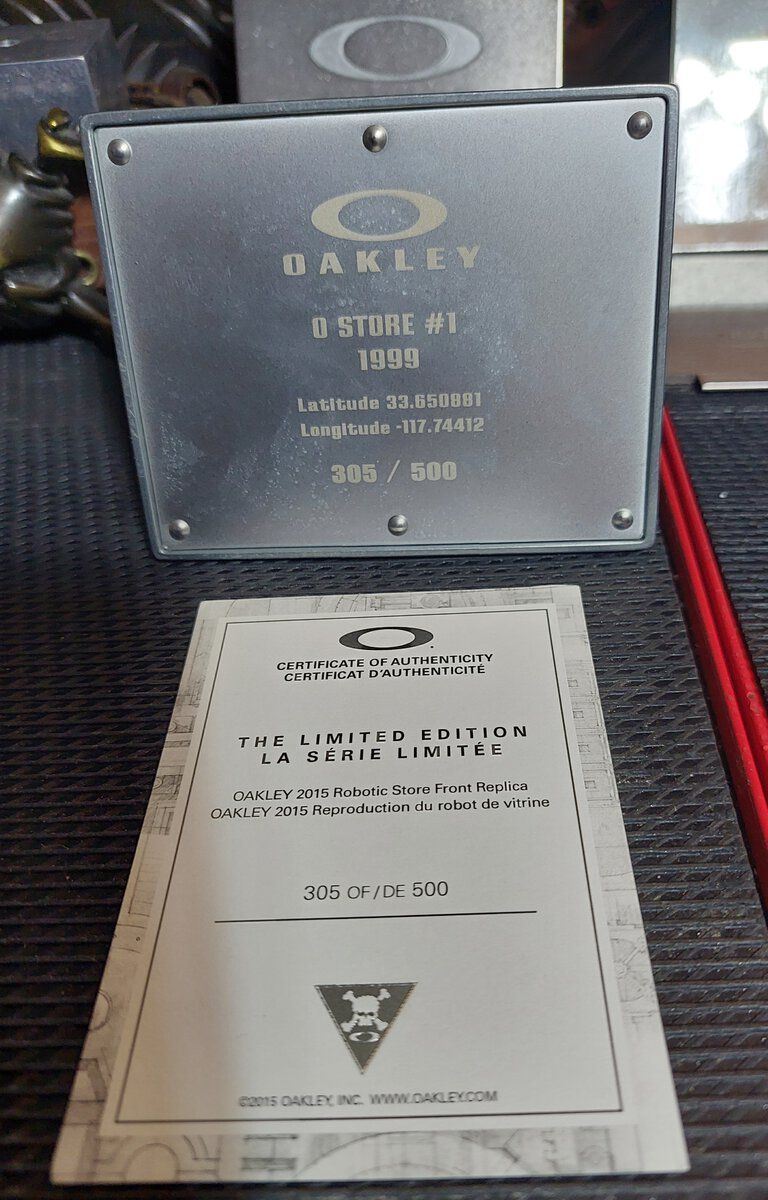 OAKLEY
O STORE #1
1999
Latitude 33.650881
Longitude -117.74412
305 / 500
CERTIFICATE OF AUTHENTICITY
CERTIFICAT D'AUTHENTICITÉ
THE LIMITED EDITION
LA SÉRIE LIMITÉE
OAKLEY 2015 Robotic Store Front Replica
OAKLEY 2015 Reproduction du robot de vitrine
305 OF/DE 500
©2015 OAKLEY, INC. WWW.OAKLEY.COM